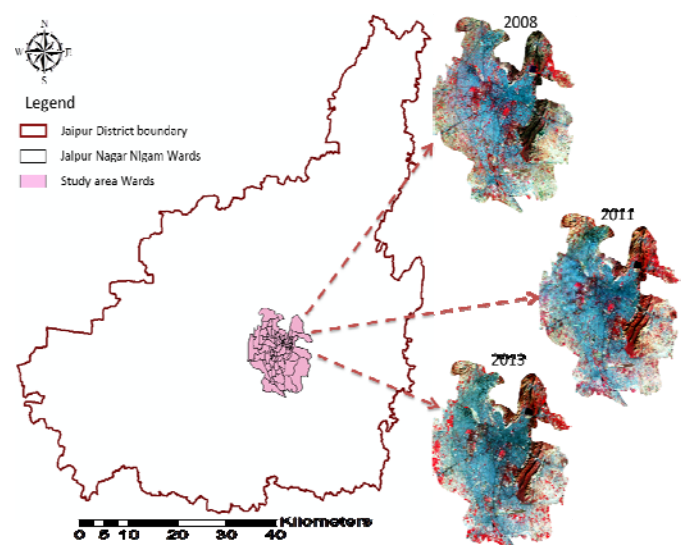 N
W E
S
2008
Legend
Jaipur District boundary
Jaipur Nagar Nigam Wards
Study area Wards
2011
2013
Kilometers
0 5 10 20 30 40